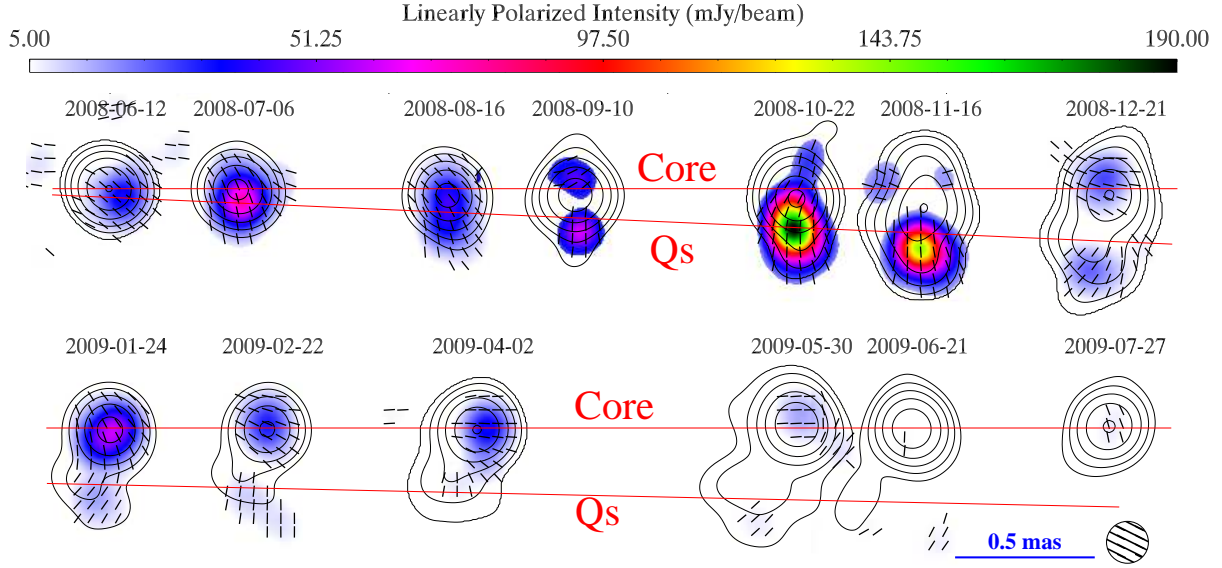 Linearly Polarized Intensity (mJy/beam)
5.00 51.25 97.50 143.75 190.00
2008-06-12 2008-07-06 2008-08-16 2008-09-10 2008-10-22 2008-11-16 2008-12-21
Core
Qs
2009-01-24 2009-02-22 2009-04-02 2009-05-30 2009-06-21 2009-07-27
Core
Qs
0.5 mas